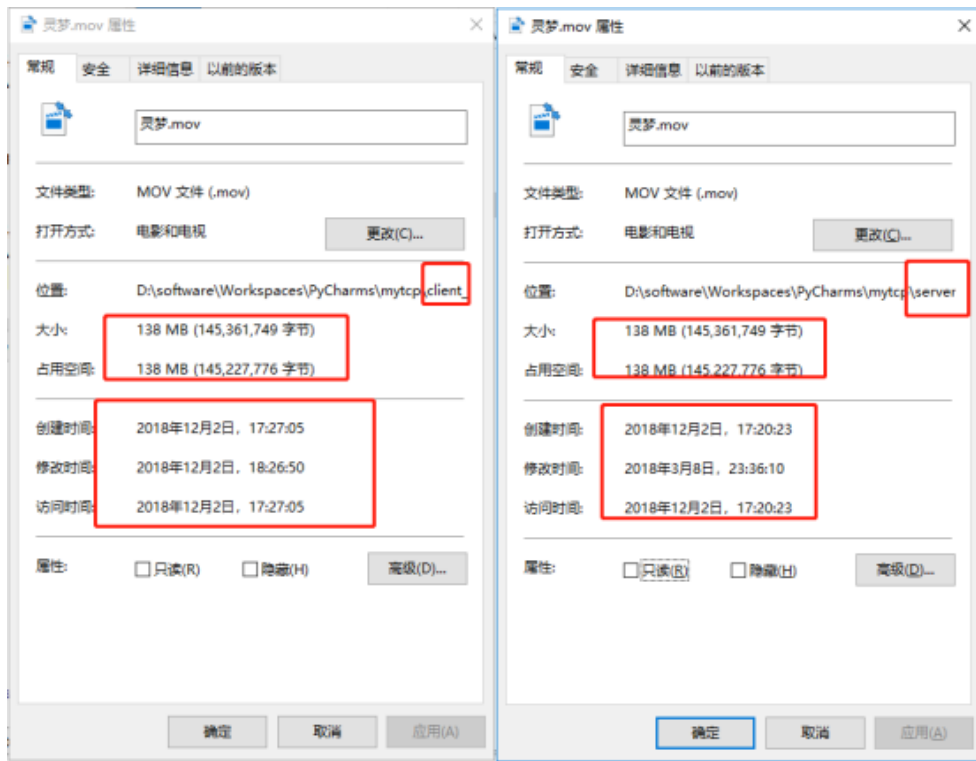 灵梦.mov 属性
常规 安全 详细信息 以前的版本
灵梦.mov
文件类型: MOV 文件 (.mov)
打开方式: 电影和电视 更改(C)...
位置: D:\software\Workspaces\PyCharms\mytcp\client_
大小: 138 MB (145,361,749 字节)
占用空间: 138 MB (145,227,776 字节)
创建时间: 2018年12月2日，17:27:05
修改时间: 2018年12月2日，18:26:50
访问时间: 2018年12月2日，17:27:05
属性: 只读(R) 隐藏(H) 高级(D)...
确定 取消 应用(A)
灵梦.mov 属性
常规 安全 详细信息 以前的版本
灵梦.mov
文件类型: MOV 文件 (.mov)
打开方式: 电影和电视 更改(C)...
位置: D:\software\Workspaces\PyCharms\mytcp\server
大小: 138 MB (145,361,749 字节)
占用空间: 138 MB (145,227,776 字节)
创建时间: 2018年12月2日，17:20:23
修改时间: 2018年3月8日，23:36:10
访问时间: 2018年12月2日，17:20:23
属性: 只读(R) 隐藏(H) 高级(D)...
确定 取消 应用(A)